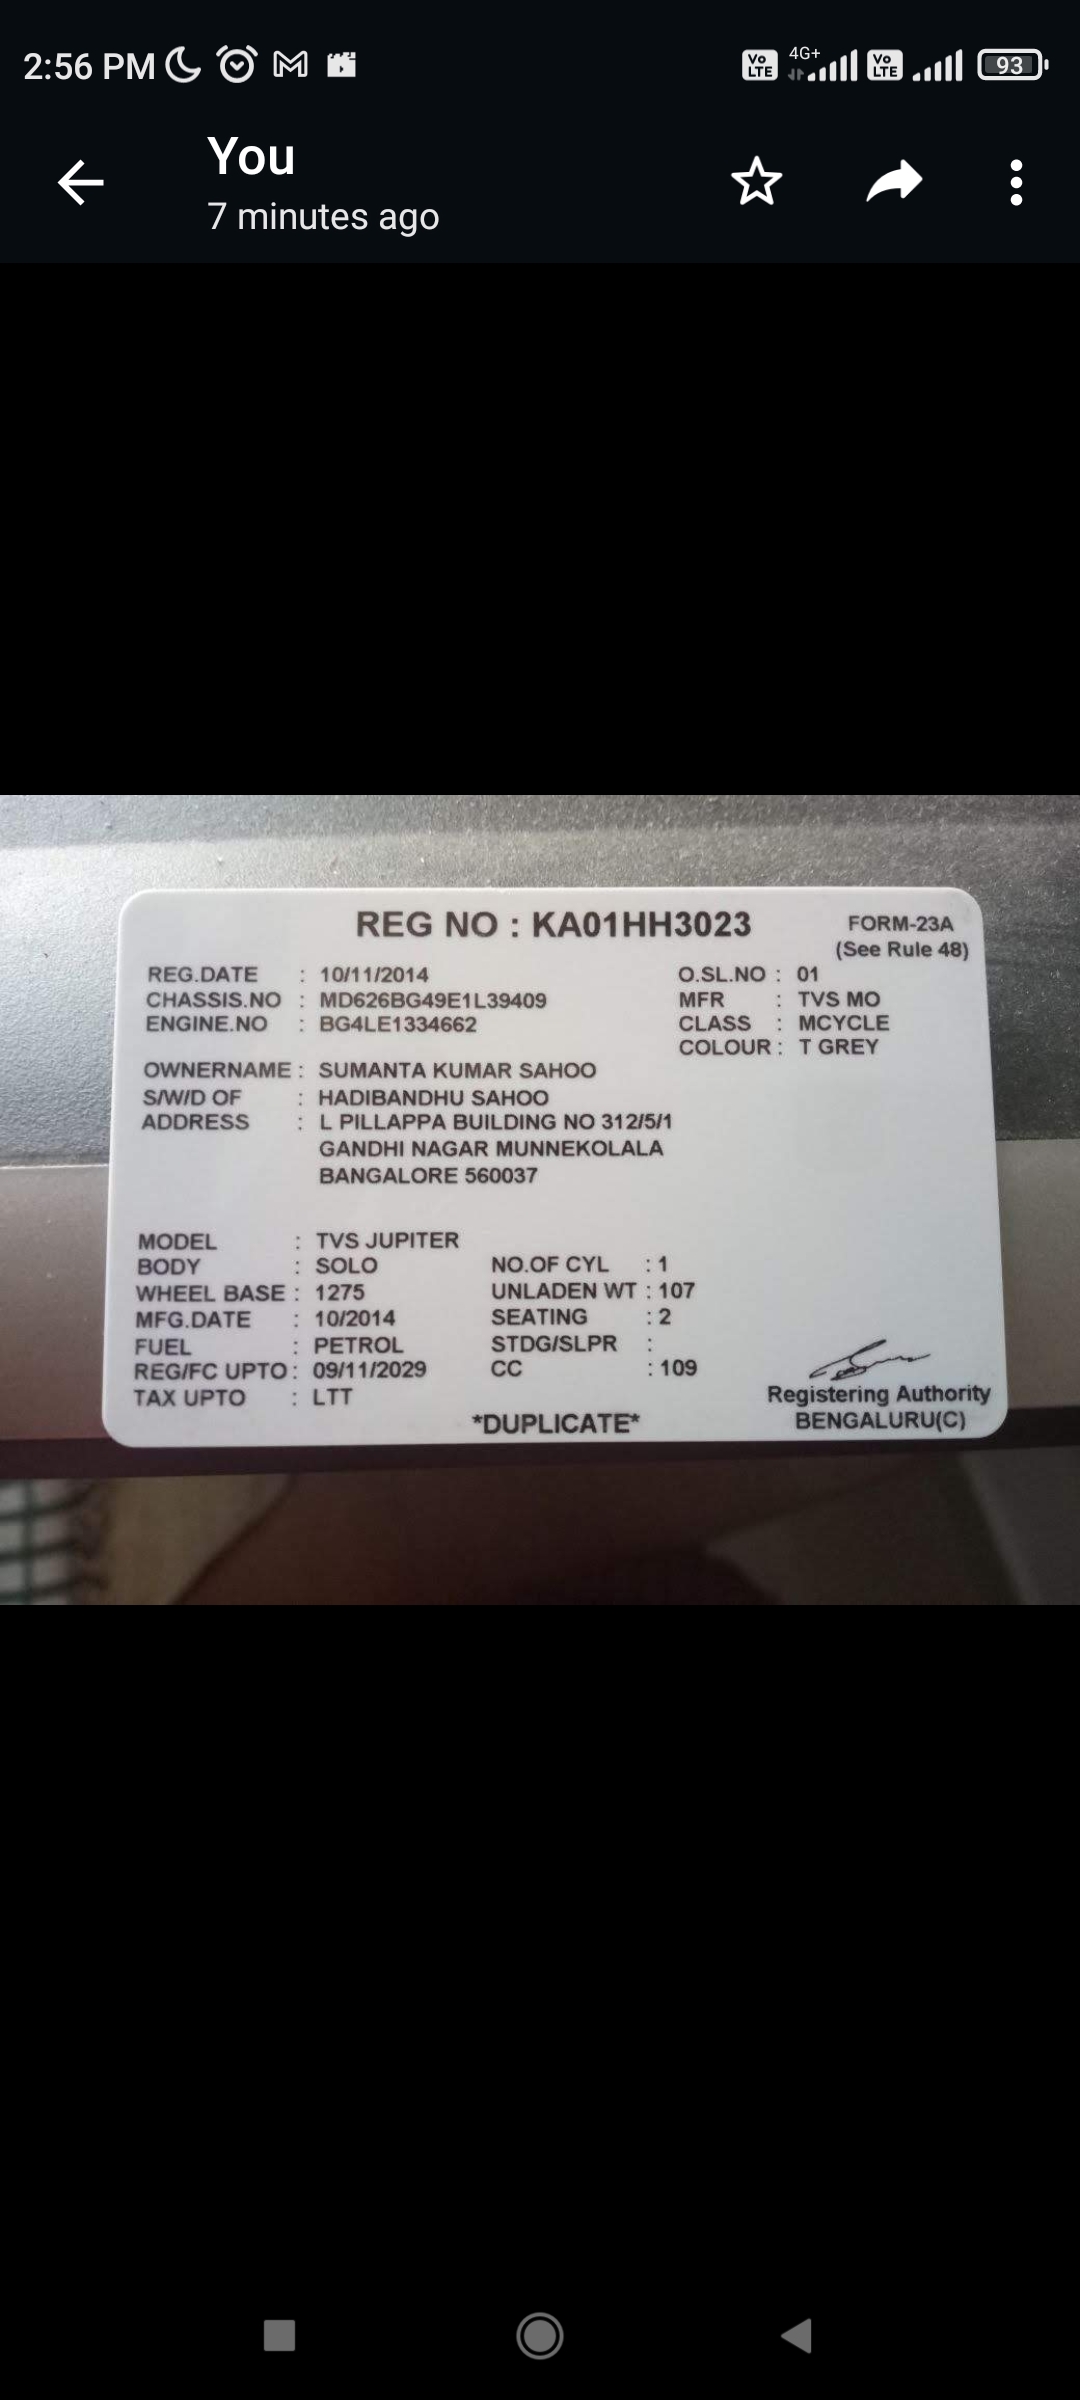 2:56 PM
4G+
Vo LTE
Vo LTE
93
You
7 minutes ago
REG NO : KA01HH3023
FORM-23A
(See Rule 48)
REG.DATE : 10/11/2014
O.SL.NO : 01
CHASSIS.NO : MD626BG49E1L39409
MFR : TVS MO
ENGINE.NO : BG4LE1334662
CLASS : MCYCLE
COLOUR : T GREY
OWNERNAME : SUMANTA KUMAR SAHOO
S/W/D OF : HADIBANDHU SAHOO
ADDRESS : L PILLAPPA BUILDING NO 312/5/1
GANDHI NAGAR MUNNEKOLALA
BANGALORE 560037
MODEL : TVS JUPITER
BODY : SOLO
NO.OF CYL : 1
WHEEL BASE : 1275
UNLADEN WT : 107
MFG.DATE : 10/2014
SEATING : 2
FUEL : PETROL
STDG/SLPR :
REG/FC UPTO : 09/11/2029
CC : 109
TAX UPTO : LTT
Registering Authority
*DUPLICATE*
BENGALURU(C)